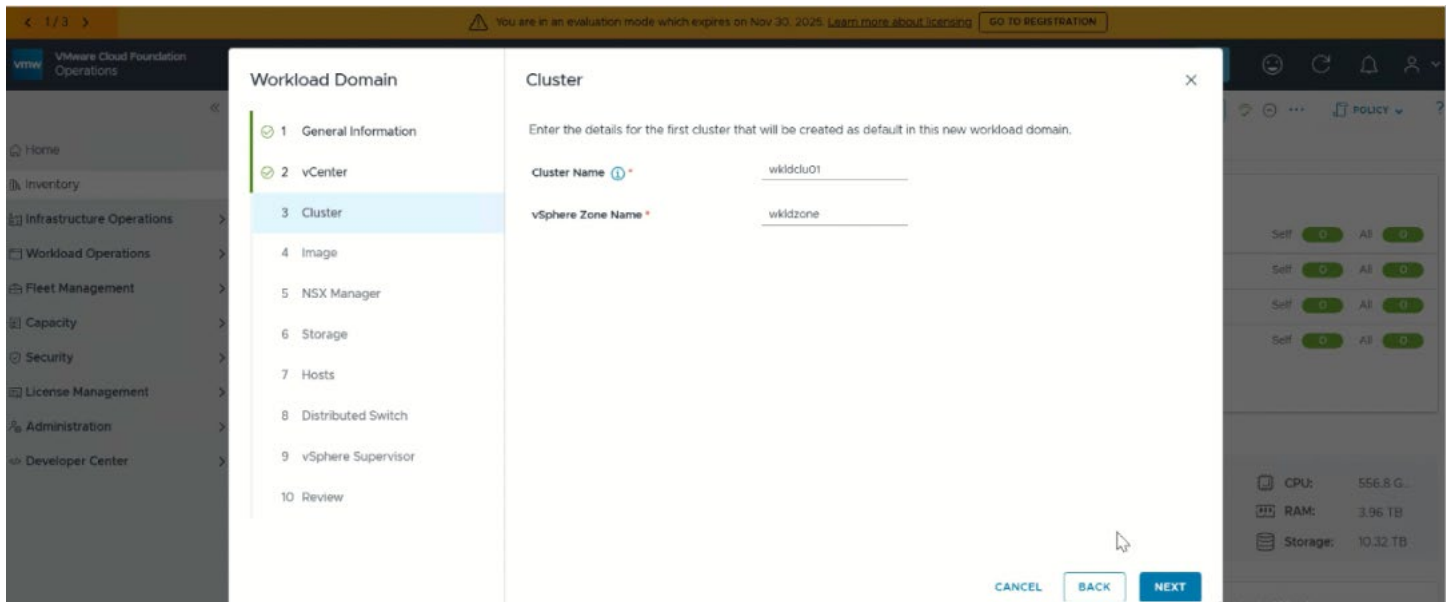 < 1/3 >
You are in an evaluation mode which expires on Nov 30, 2025. Learn more about licensing GO TO REGISTRATION
vmw VMware Cloud Foundation
Operations
Home
Inventory
Infrastructure Operations
Workload Operations
Fleet Management
Capacity
Security
License Management
Administration
Developer Center
Workload Domain
1 General Information
2 vCenter
3 Cluster
4 Image
5 NSX Manager
6 Storage
7 Hosts
8 Distributed Switch
9 vSphere Supervisor
10 Review
Cluster
Enter the details for the first cluster that will be created as default in this new workload domain.
Cluster Name * wkldclu01
vSphere Zone Name * wkldzone
CANCEL BACK NEXT
POLICY ?
Self 0 All 0
Self 0 All 0
Self 0 All 0
Self 0 All 0
CPU: 556.8 G...
RAM: 3.96 TB
Storage: 10.32 TB